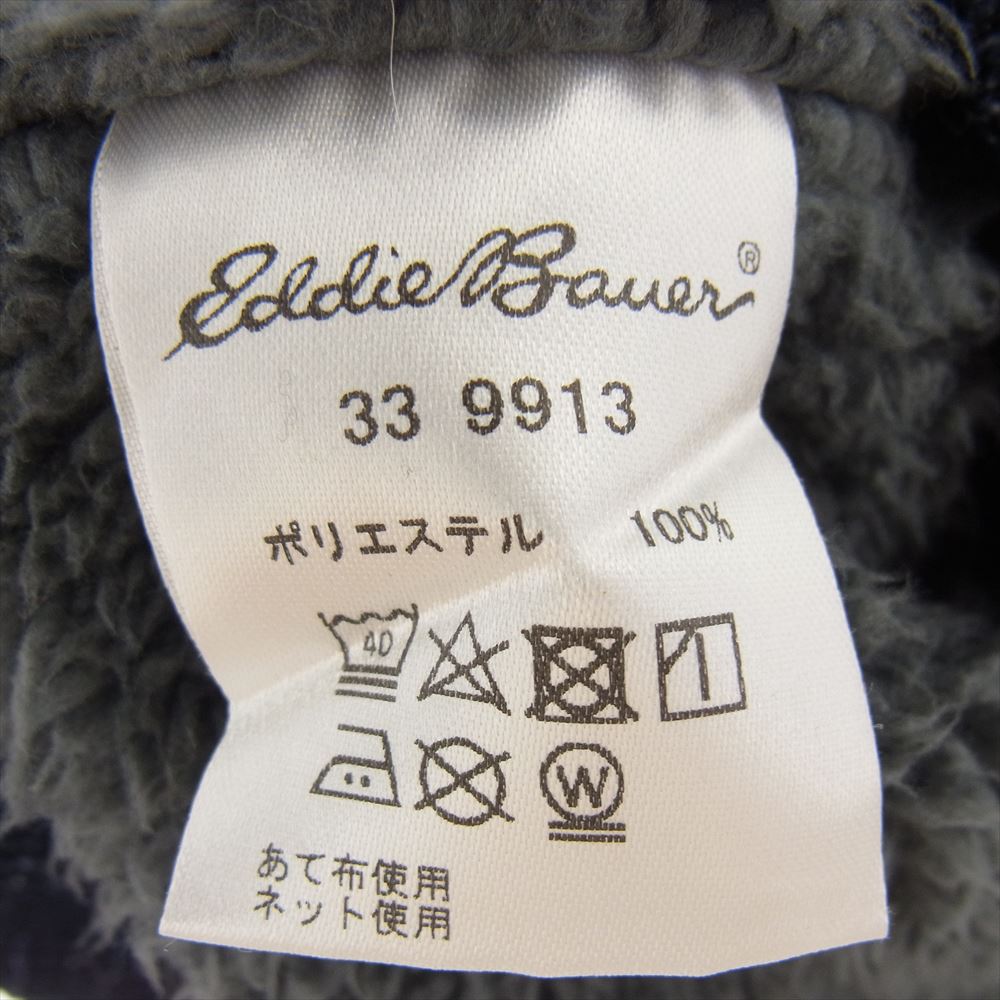 Eddie Bauer®
33 9913
ポリエステル 100%
40
W
あて布使用
ネット使用